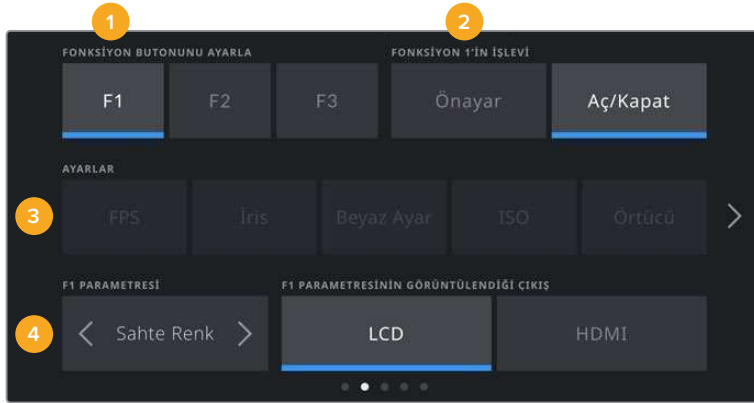 1 2
FONKSİYON BUTONUNU AYARLA FONKSİYON 1'İN İŞLEVİ
F1 F2 F3 Önayar Aç/Kapat
AYARLAR
3 FPS İris Beyaz Ayar ISO Örtücü
F1 PARAMETRESİ F1 PARAMETRESİNİN GÖRÜNTÜLENDİĞİ ÇIKIŞ
4 Sahte Renk LCD HDMI